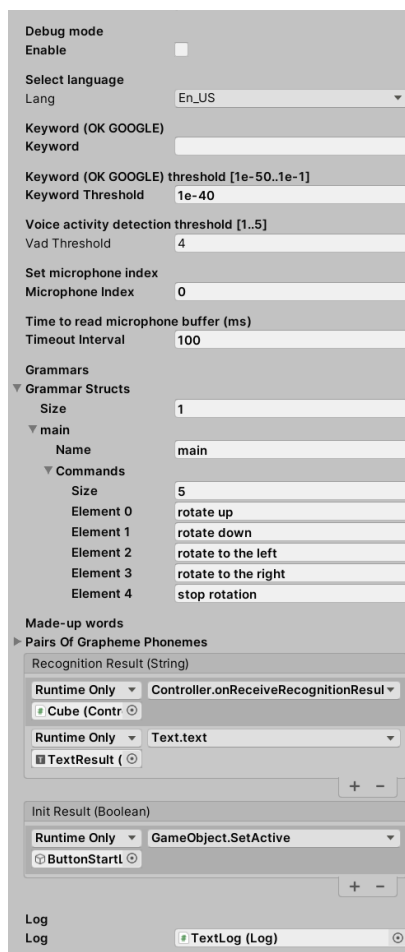 Debug mode
Enable
Select language
Lang En_US
Keyword (OK GOOGLE)
Keyword
Keyword (OK GOOGLE) threshold [1e-50..1e-1]
Keyword Threshold 1e-40
Voice activity detection threshold [1..5]
Vad Threshold 4
Set microphone index
Microphone Index 0
Time to read microphone buffer (ms)
Timeout Interval 100
Grammars
Grammar Structs
Size 1
main
Name main
Commands
Size 5
Element 0 rotate up
Element 1 rotate down
Element 2 rotate to the left
Element 3 rotate to the right
Element 4 stop rotation
Made-up words
Pairs Of Grapheme Phonemes
Recognition Result (String)
Runtime Only Controller.onReceiveRecognitionResul
Cube (Contr
Runtime Only Text.text
TextResult (
+ -
Init Result (Boolean)
Runtime Only GameObject.SetActive
ButtonStartL
+ -
Log
Log TextLog (Log)